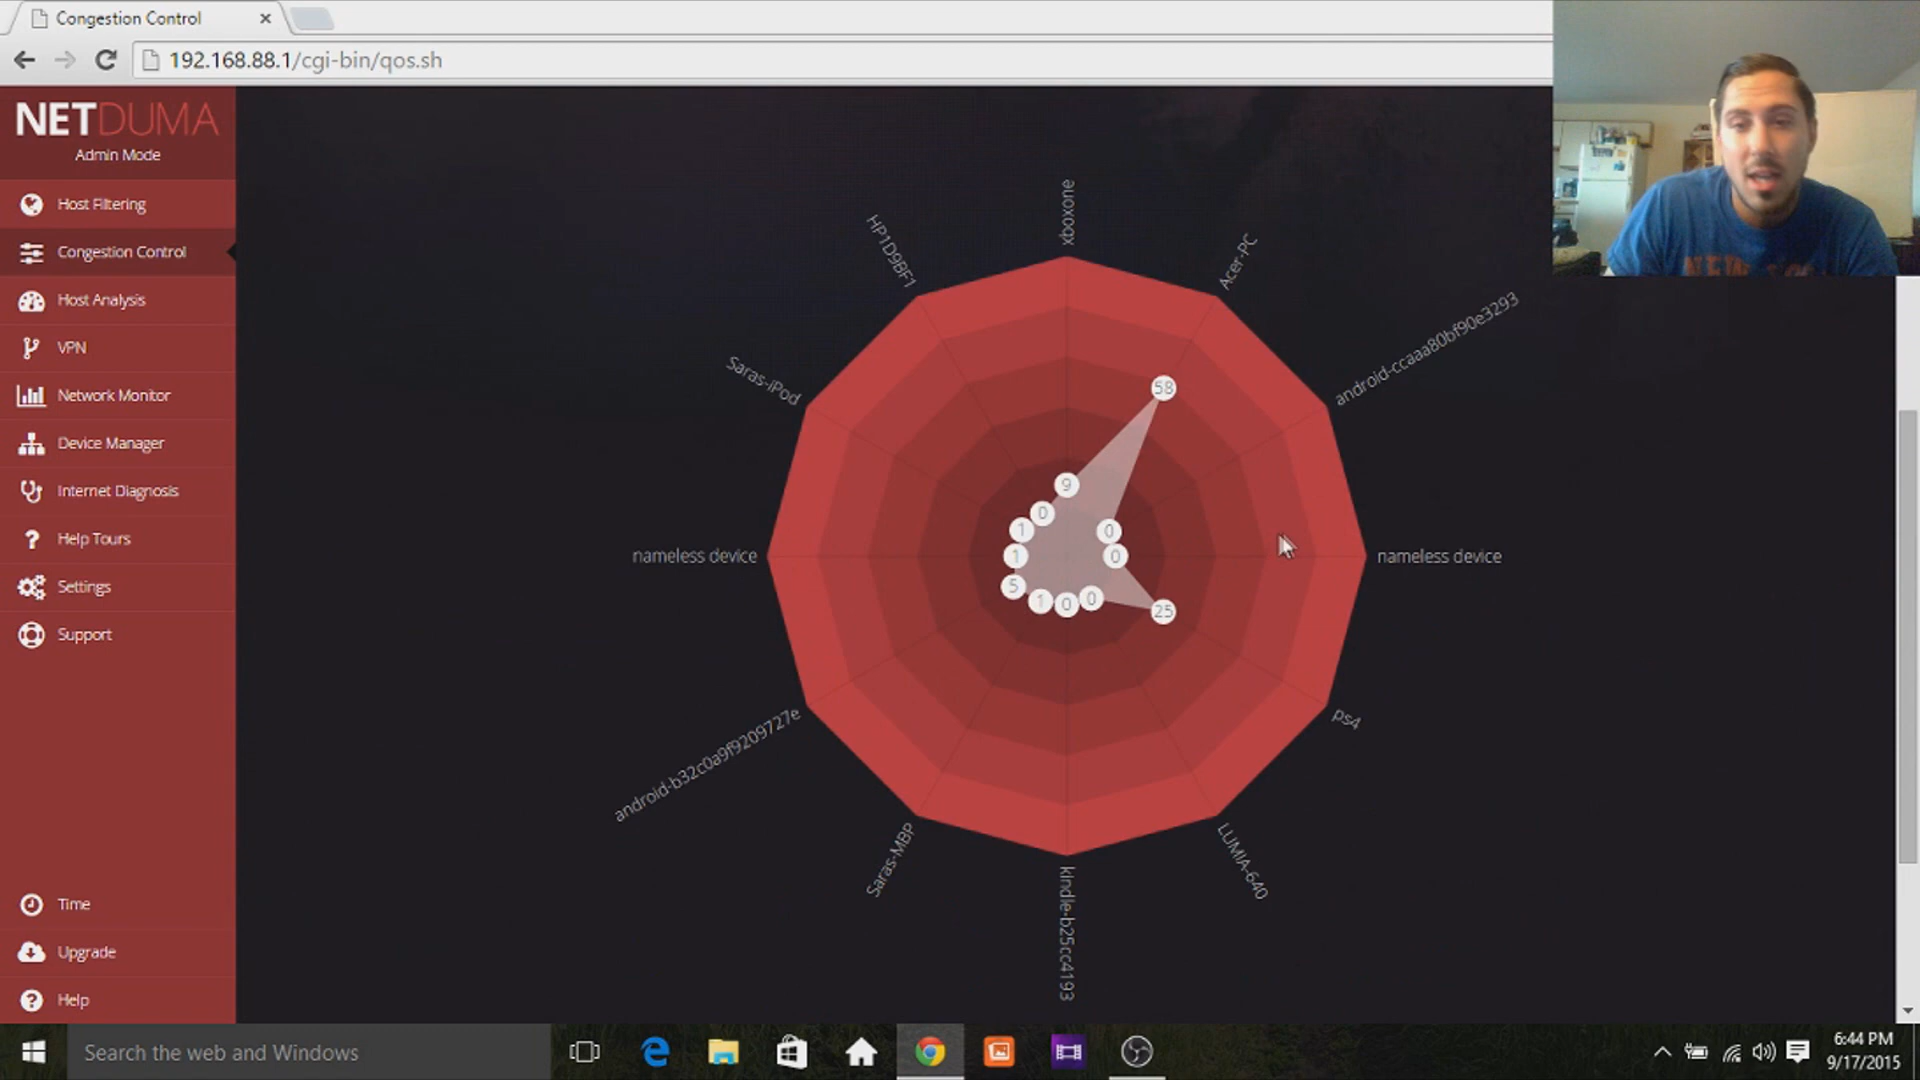 Congestion Control
192.168.88.1/cgi-bin/qos.sh
NETDUMA
Admin Mode
Host Filtering
Congestion Control
Host Analysis
VPN
Network Monitor
Device Manager
Internet Diagnosis
Help Tours
Settings
Support
Time
Upgrade
Help
xboxone
HP1D9BF1
Acer-PC
android-ccaaa80bf90e3293
Saras-iPod
58
9
0
1
0
nameless device
1
0
nameless device
5
1
0
0
25
ps4
android-b32c0a9f9209727e
Saras-MBP
LUMIA-640
kindle-b25cc4193
Search the web and Windows
6:44 PM
9/17/2015